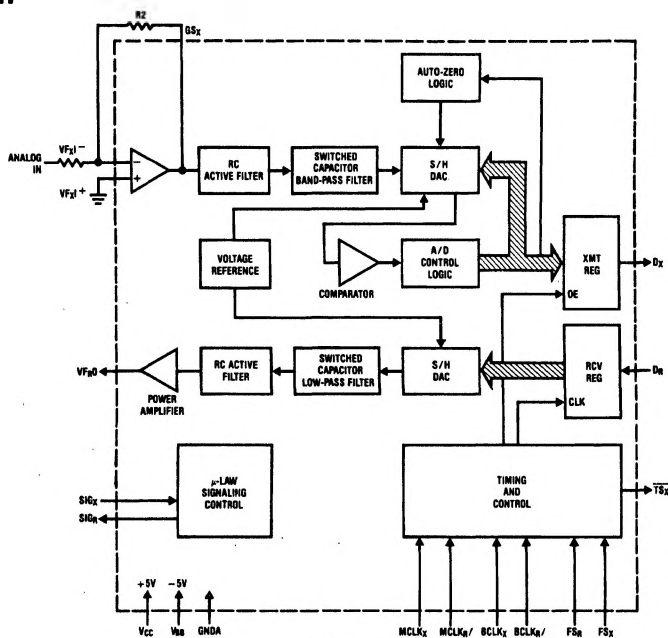 R2
GSX
AUTO-ZERO
LOGIC
VFXI−
ANALOG
IN
−
+
VFXI+
RC
ACTIVE FILTER
SWITCHED
CAPACITOR
BAND-PASS FILTER
S/H
DAC
VOLTAGE
REFERENCE
COMPARATOR
A/D
CONTROL
LOGIC
XMT
REG
DX
OE
VFRO
POWER
AMPLIFIER
RC ACTIVE
FILTER
SWITCHED
CAPACITOR
LOW-PASS FILTER
S/H
DAC
RCV
REG
DR
CLK
μ-LAW
SIGNALING
CONTROL
SIGX
SIGR
TIMING
AND
CONTROL
TSX
+5V −5V
VCC VBB GNDA
MCLKX MCLKR/ BCLKX BCLKR/ FSR FSX